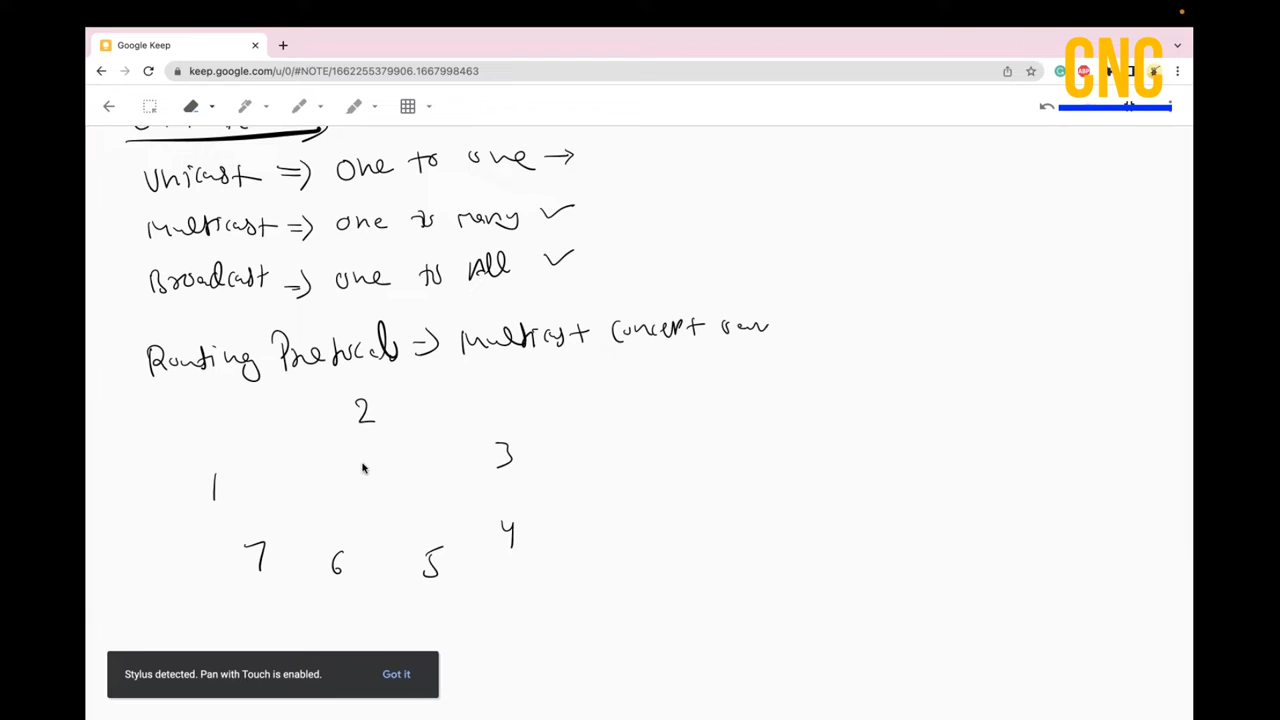 Google Keep
CNC
keep.google.com/u/0/#NOTE/1662255379906.1667998463
ABP
Unicast => One to one →
Multicast => one to many ✓
Broadcast => one to All ✓
Routing Protocols => Multicast Concept
2
3
1
4
7 6 5
Stylus detected. Pan with Touch is enabled. Got it